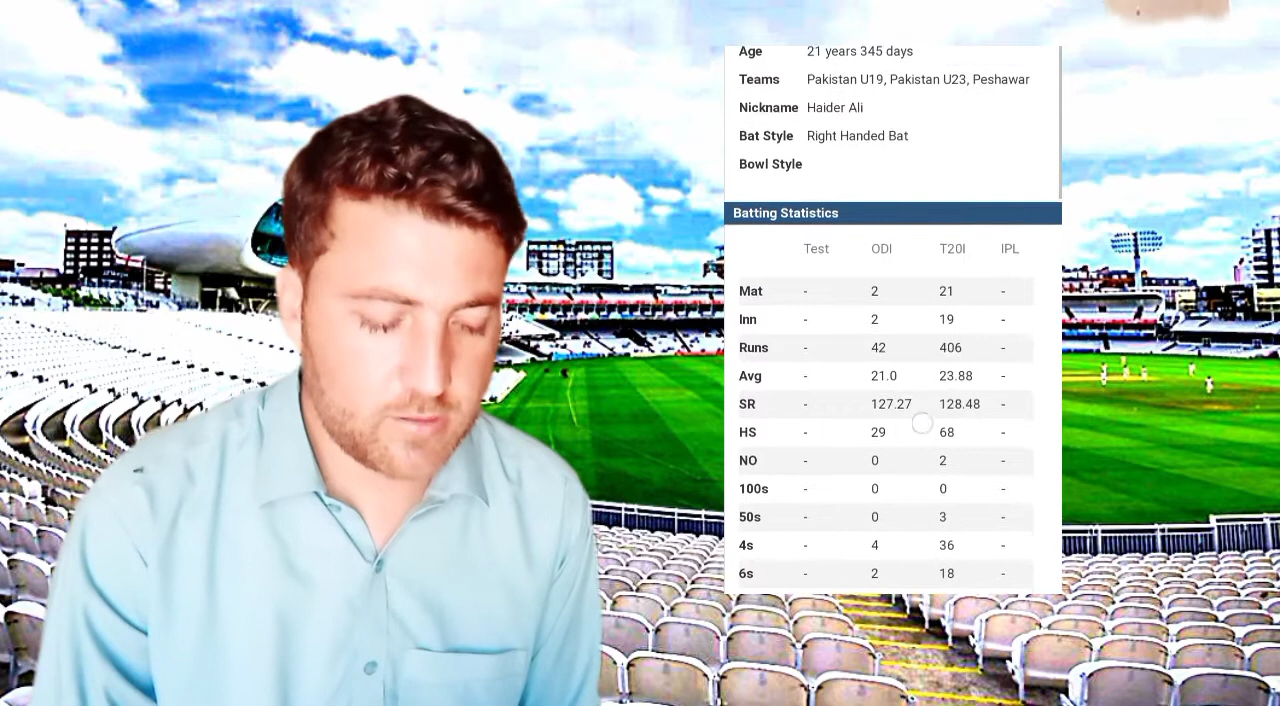 Age 21 years 345 days
Teams Pakistan U19, Pakistan U23, Peshawar
Nickname Haider Ali
Bat Style Right Handed Bat
Bowl Style
Batting Statistics
Test ODI T20I IPL
Mat - 2 21 -
Inn - 2 19 -
Runs - 42 406 -
Avg - 21.0 23.88 -
SR - 127.27 128.48 -
HS - 29 68 -
NO - 0 2 -
100s - 0 0 -
50s - 0 3 -
4s - 4 36 -
6s - 2 18 -